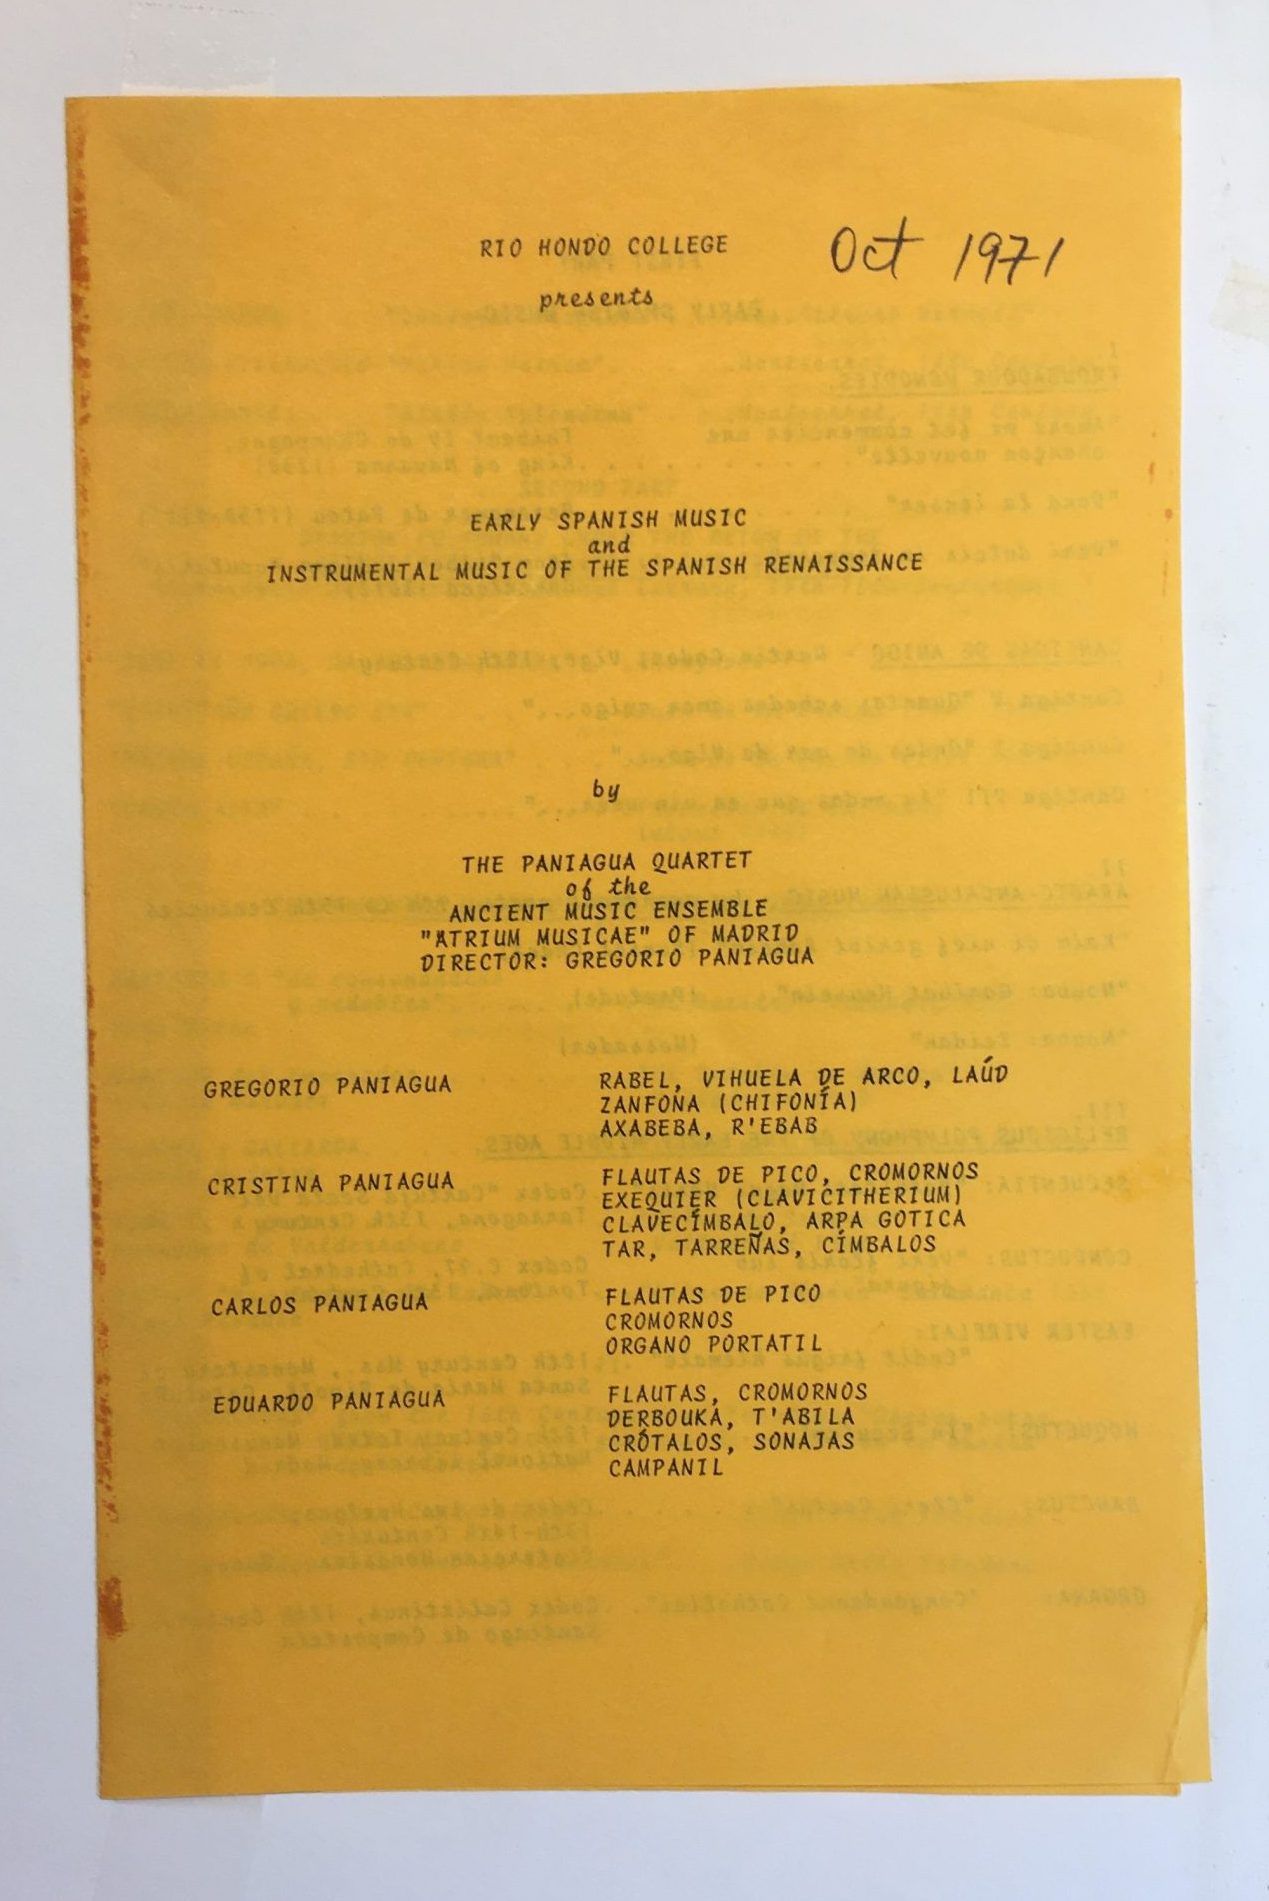 RIO HONDO COLLEGE
Oct 1971
presents
EARLY SPANISH MUSIC
and
INSTRUMENTAL MUSIC OF THE SPANISH RENAISSANCE
by
THE PANIAGUA QUARTET
of the
ANCIENT MUSIC ENSEMBLE
"ATRIUM MUSICAE" OF MADRID
DIRECTOR: GREGORIO PANIAGUA
GREGORIO PANIAGUA RABEL, VIHUELA DE ARCO, LAÚD
ZANFONA (CHIFONÍA)
AXABEBA, R'EBAB
CRISTINA PANIAGUA FLAUTAS DE PICO, CROMORNOS
EXEQUIER (CLAVICITHERIUM)
CLAVECÍMBALO, ARPA GOTICA
TAR, TARREÑAS, CÍMBALOS
CARLOS PANIAGUA FLAUTAS DE PICO
CROMORNOS
ORGANO PORTATIL
EDUARDO PANIAGUA FLAUTAS, CROMORNOS
DERBOUKA, T'ABILA
CRÓTALOS, SONAJAS
CAMPANIL